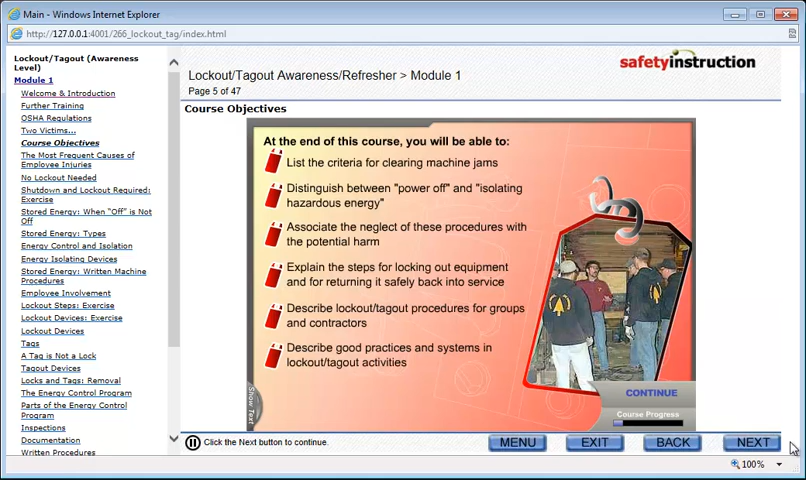 Main - Windows Internet Explorer
http://127.0.0.1:4001/266_lockout_tag/index.html
Lockout/Tagout (Awareness
Level)
Module 1
Welcome & Introduction
Further Training
OSHA Regulations
Two Victims...
Course Objectives
The Most Frequent Causes of
Employee Injuries
No Lockout Needed
Shutdown and Lockout Required:
Exercise
Stored Energy: When "Off" is Not
Off
Stored Energy: Types
Energy Control and Isolation
Energy Isolating Devices
Stored Energy: Written Machine
Procedures
Employee Involvement
Lockout Steps: Exercise
Lockout Devices: Exercise
Lockout Devices
Tags
A Tag is Not a Lock
Tagout Devices
Locks and Tags: Removal
The Energy Control Program
Parts of the Energy Control
Program
Inspections
Documentation
Written Procedures
safetyinstruction
Lockout/Tagout Awareness/Refresher > Module 1
Page 5 of 47
Course Objectives
At the end of this course, you will be able to:
List the criteria for clearing machine jams
Distinguish between "power off" and "isolating
hazardous energy"
Associate the neglect of these procedures with
the potential harm
Explain the steps for locking out equipment
and for returning it safely back into service
Describe lockout/tagout procedures for groups
and contractors
Describe good practices and systems in
lockout/tagout activities
Show Text
CONTINUE
Course Progress
Click the Next button to continue.
MENU
EXIT
BACK
NEXT
100%